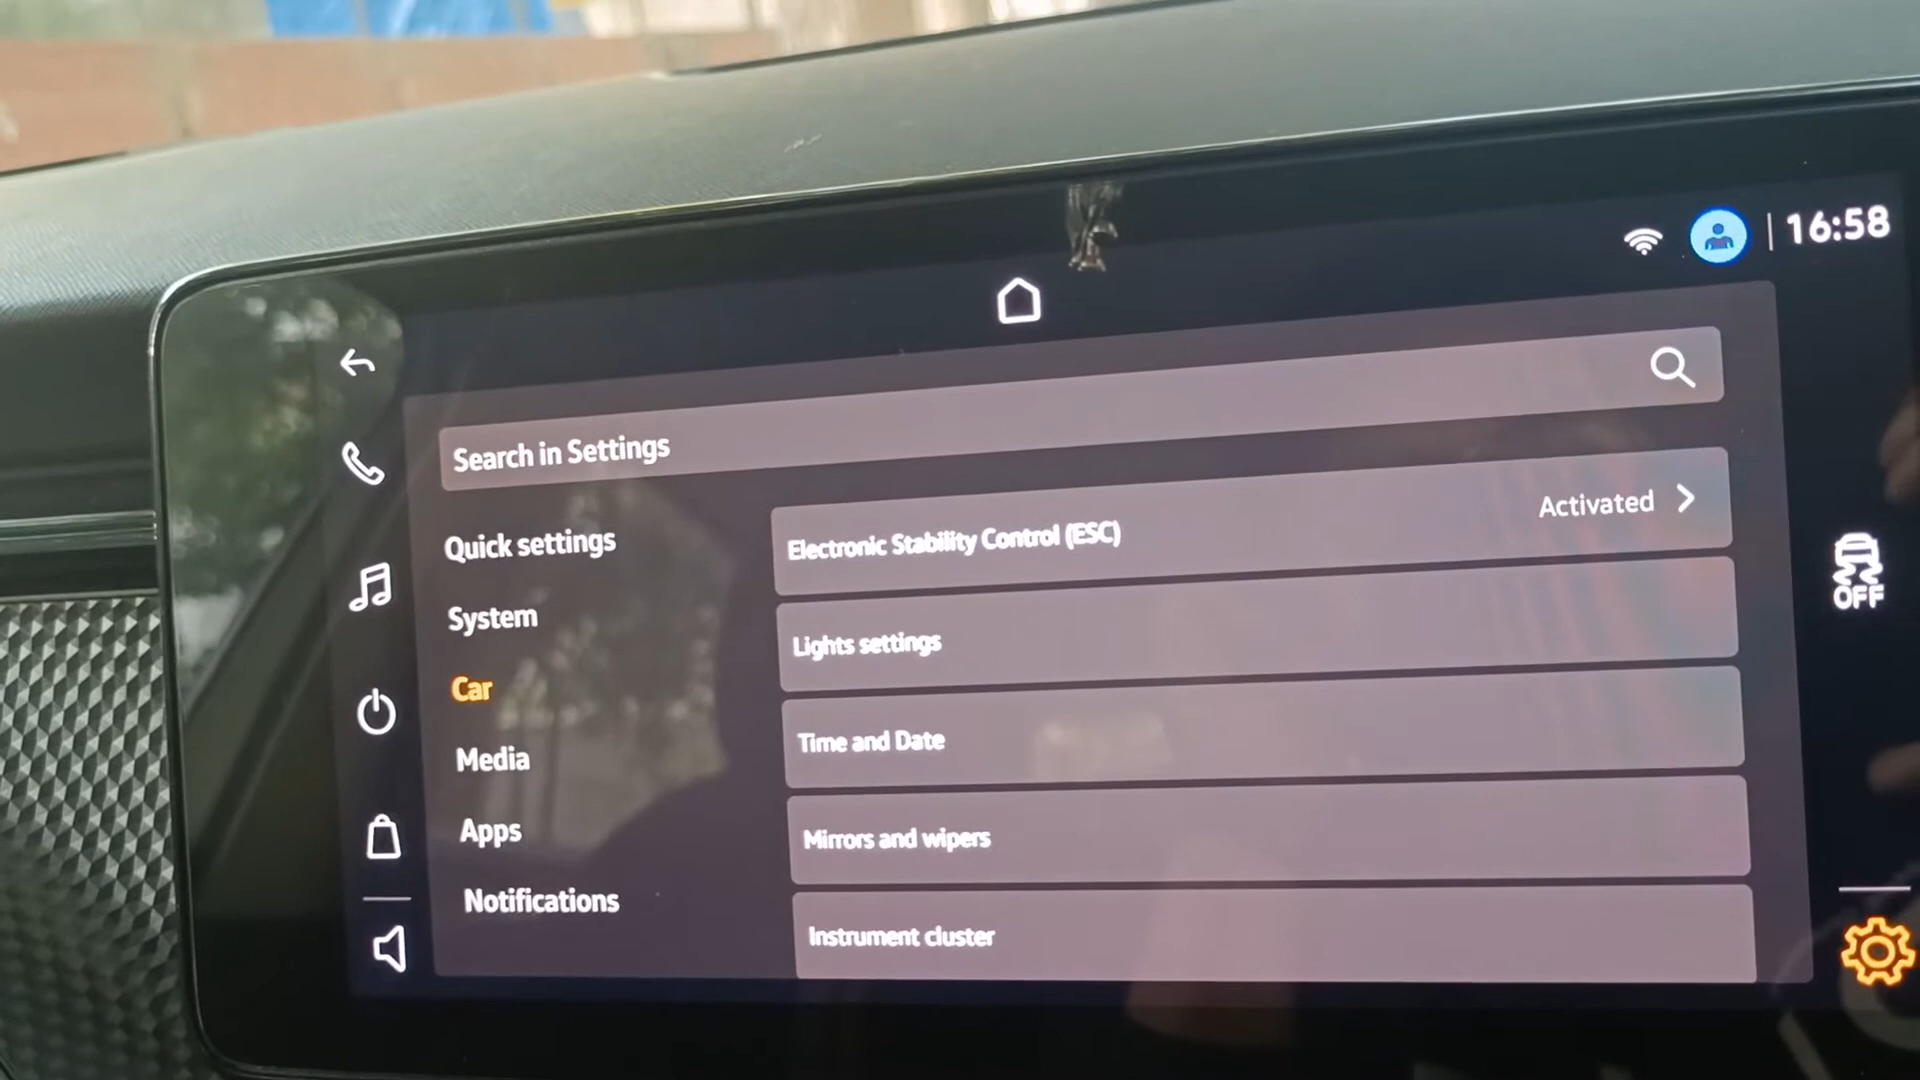 16:58
Search in Settings
Quick settings
System
Car
Media
Apps
Notifications
Electronic Stability Control (ESC)
Activated
Lights settings
Time and Date
Mirrors and wipers
Instrument cluster
OFF